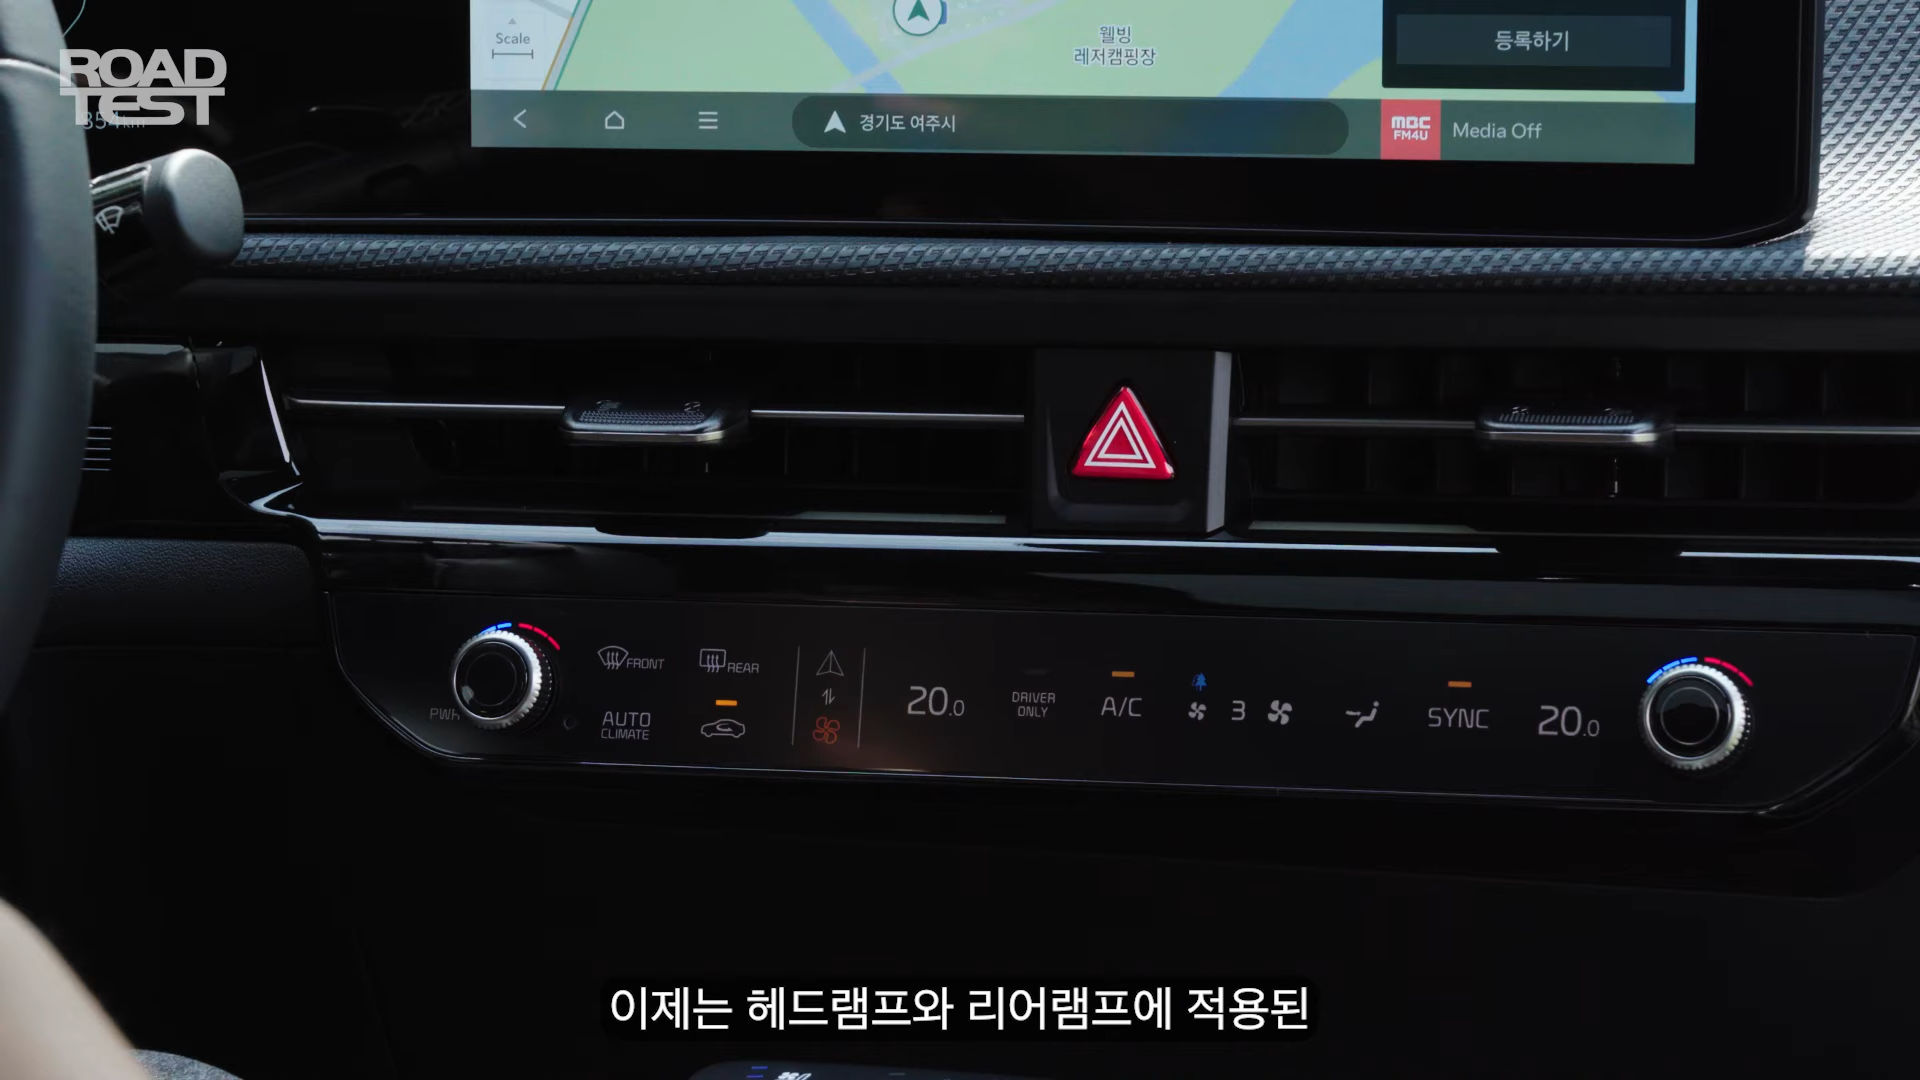 ROAD
TEST
354km
Scale
웰빙
레저캠핑장
등록하기
경기도 여주시
MBC
FM4U
Media Off
PWR
FRONT
REAR
AUTO
CLIMATE
20.0
DRIVER
ONLY
A/C
3
SYNC
20.0
이제는 헤드램프와 리어램프에 적용된